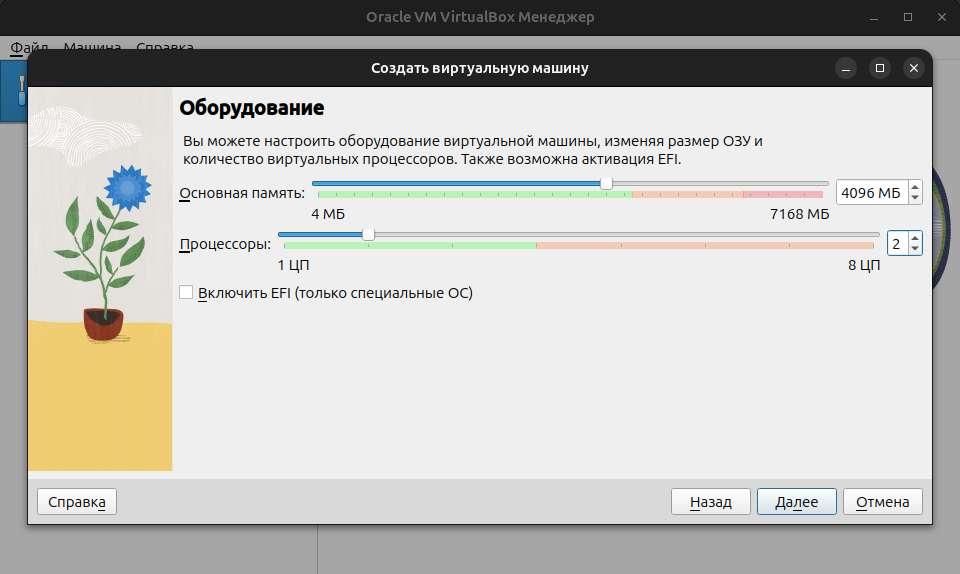 Oracle VM VirtualBox Менеджер
Файл Машина Справка
Создать виртуальную машину
Оборудование
Вы можете настроить оборудование виртуальной машины, изменяя размер ОЗУ и
количество виртуальных процессоров. Также возможна активация EFI.
Основная память: 4096 МБ
4 МБ 7168 МБ
Процессоры: 2
1 ЦП 8 ЦП
Включить EFI (только специальные ОС)
Справка Назад Далее Отмена